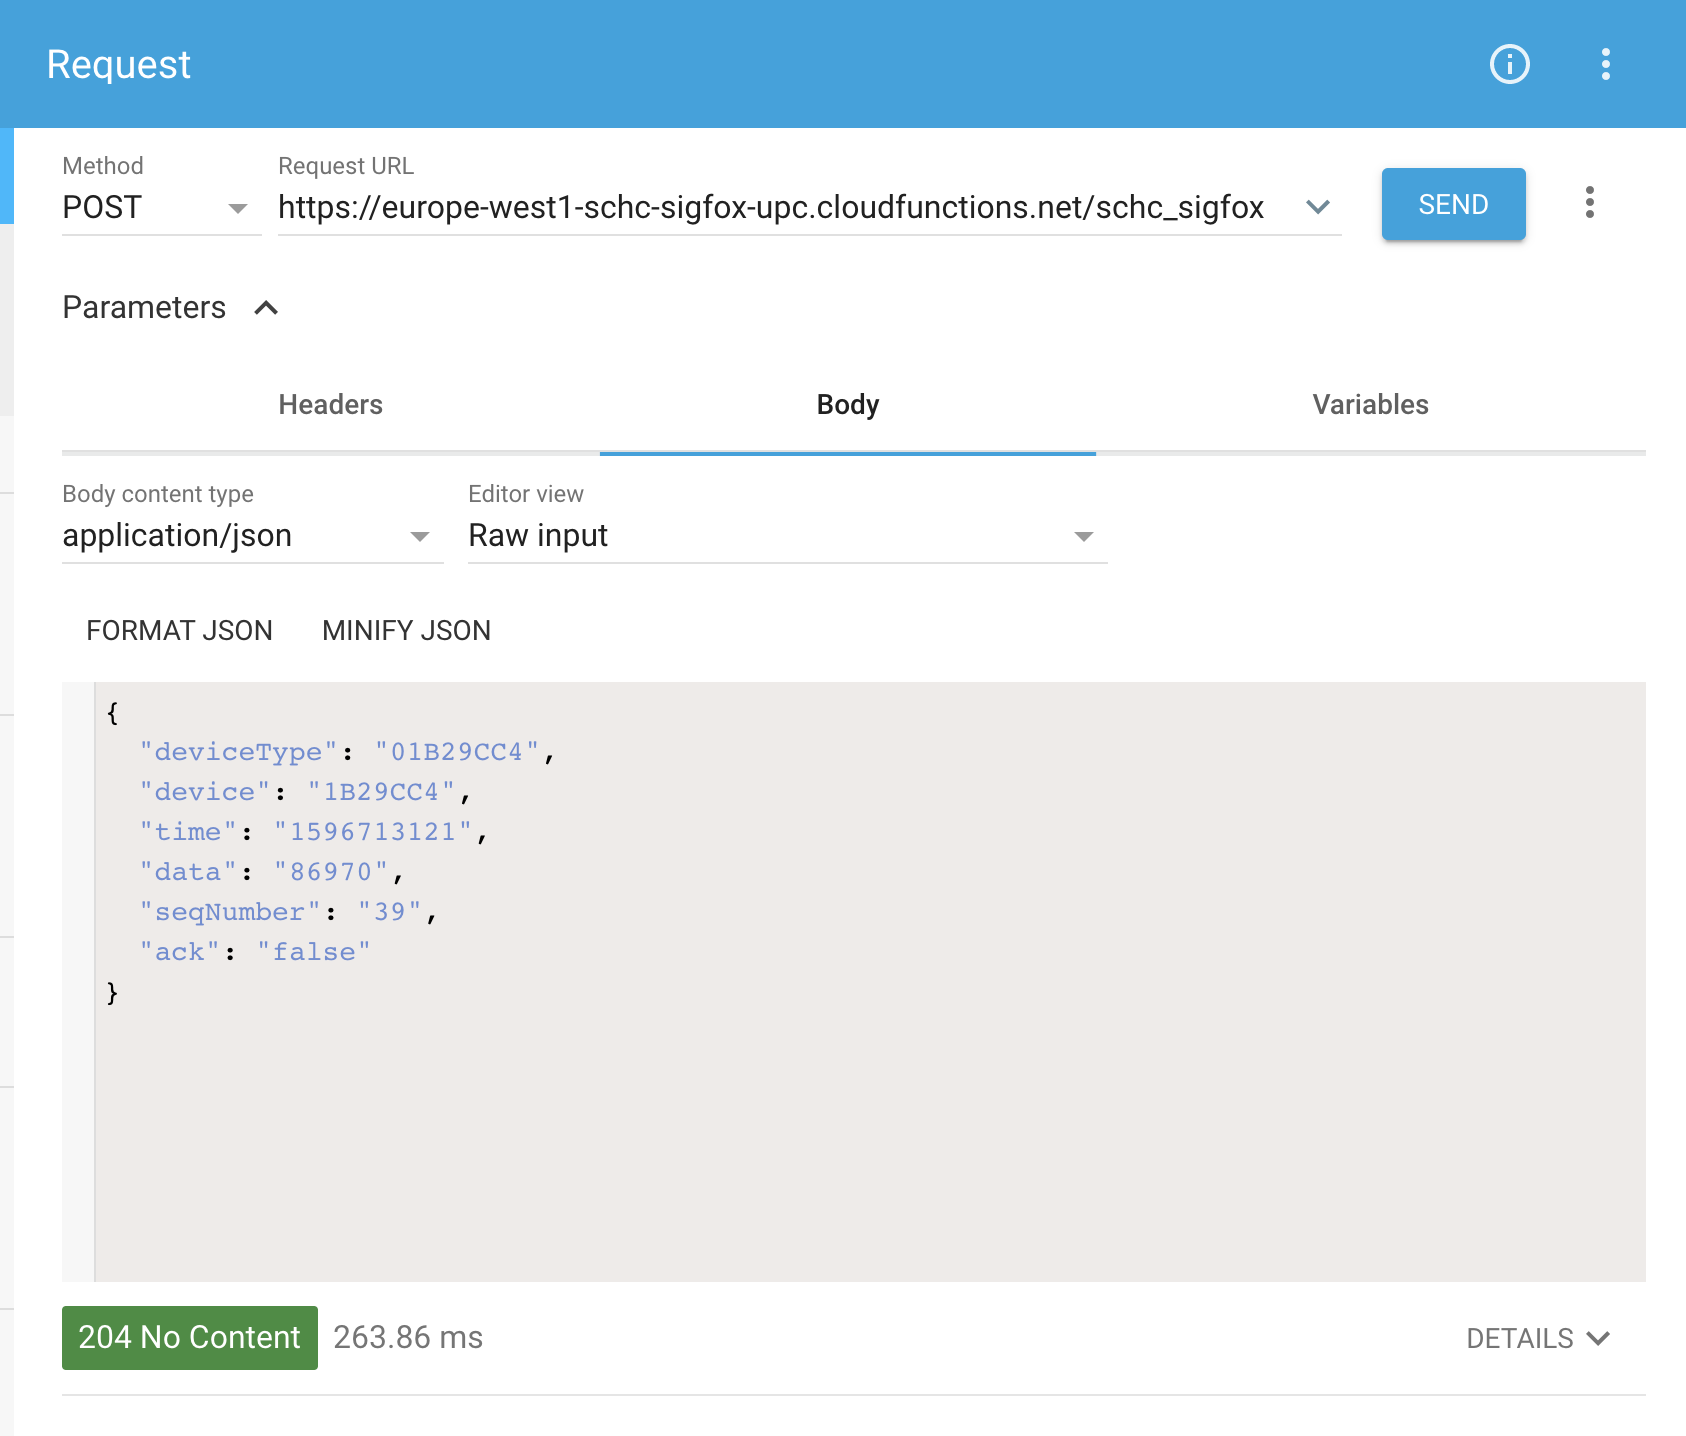 Request
Method
Request URL
POST
https://europe-west1-schc-sigfox-upc.cloudfunctions.net/schc_sigfox
SEND
Parameters
Headers
Body
Variables
Body content type
Editor view
application/json
Raw input
FORMAT JSON
MINIFY JSON
{
"deviceType": "01B29CC4",
"device": "1B29CC4",
"time": "1596713121",
"data": "86970",
"seqNumber": "39",
"ack": "false"
}
204 No Content
263.86 ms
DETAILS